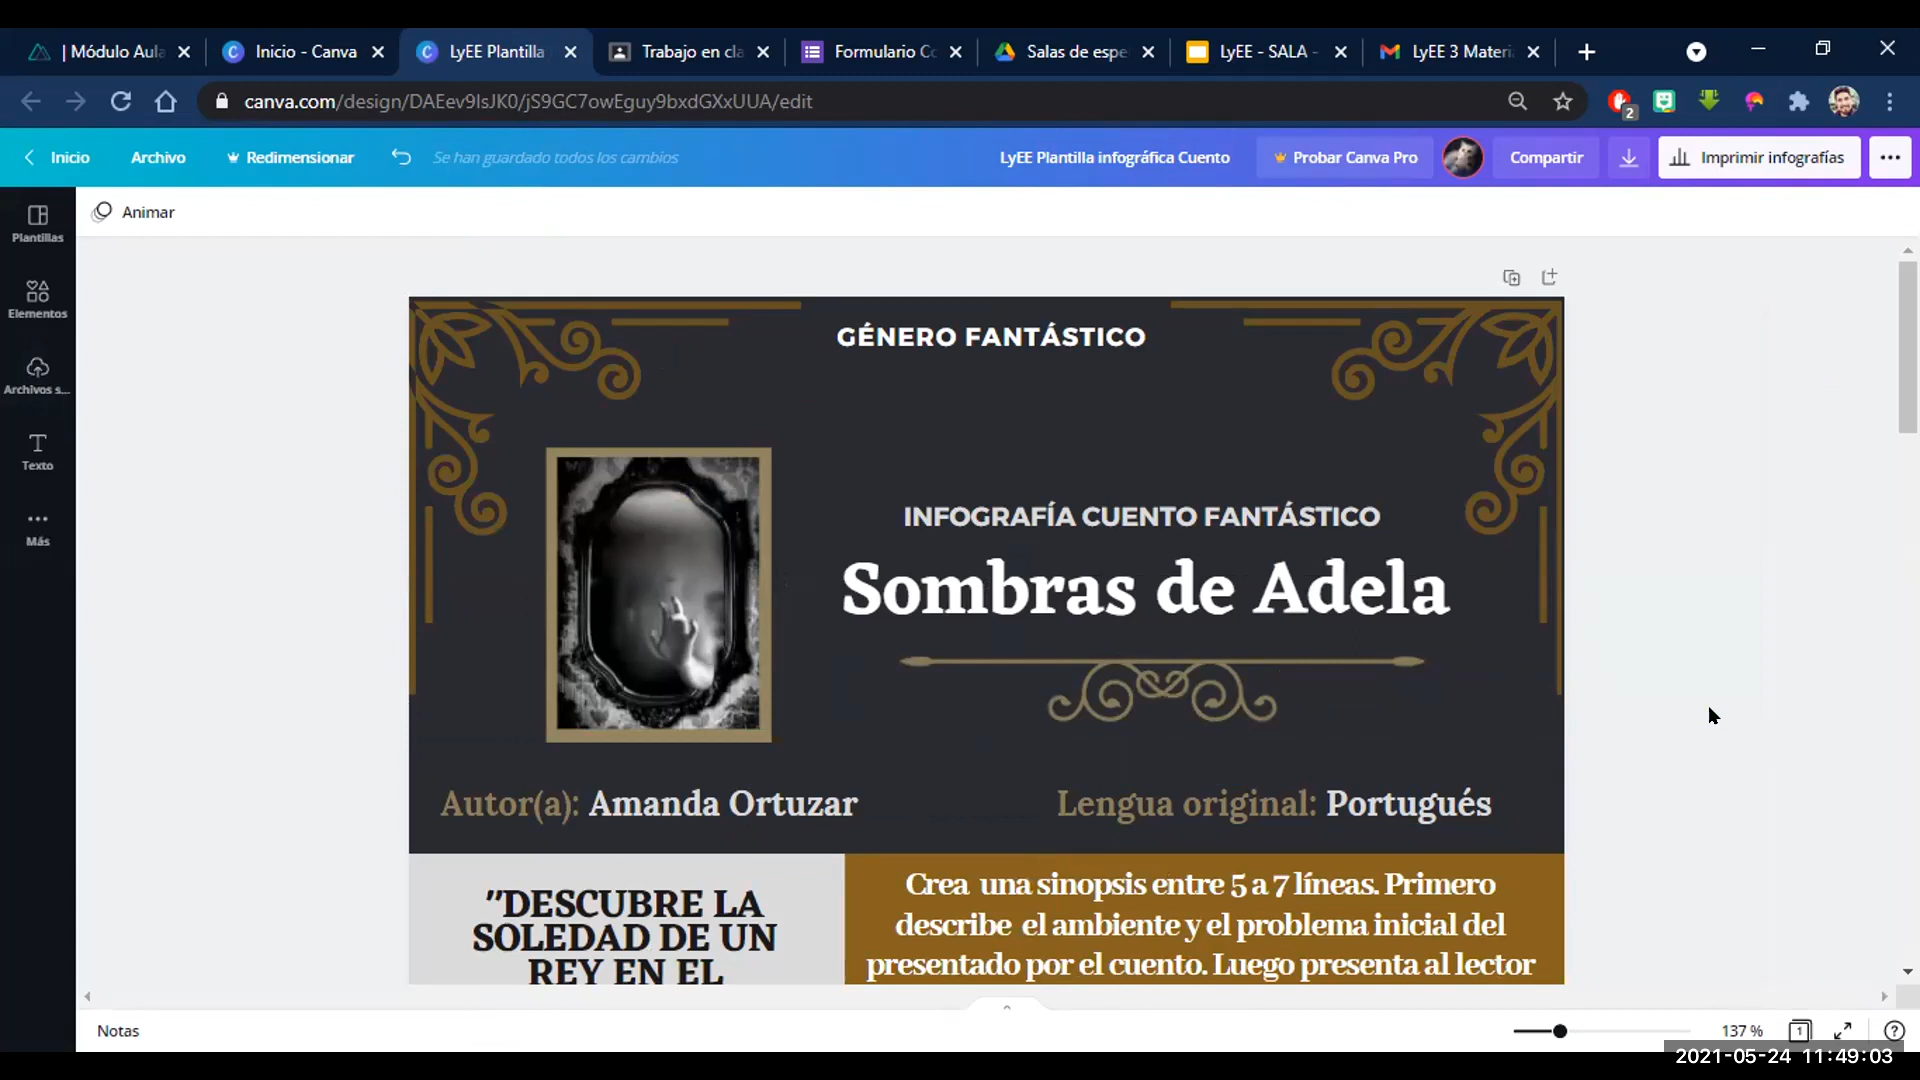 | Módulo Aul
Inicio - Canva
LyEE Plantilla
Trabajo en cla
Formulario Co
Salas de espe
LyEE - SALA -
LyEE 3 Materi
canva.com/design/DAEev9IsJK0/jS9GC7owEguy9bxdGXxUUA/edit
2
Inicio
Archivo
Redimensionar
Se han guardado todos los cambios
LyEE Plantilla infográfica Cuento
Probar Canva Pro
Compartir
Imprimir infografías
Animar
Plantillas
Elementos
Archivos s...
Texto
Más
GÉNERO FANTÁSTICO
INFOGRAFÍA CUENTO FANTÁSTICO
Sombras de Adela
Autor(a): Amanda Ortuzar
Lengua original: Portugués
"DESCUBRE LA
SOLEDAD DE UN
REY EN EL
Crea una sinopsis entre 5 a 7 líneas. Primero
describe el ambiente y el problema inicial del
presentado por el cuento. Luego presenta al lector
Notas
137 %
1
2021-05-24 11:49:03